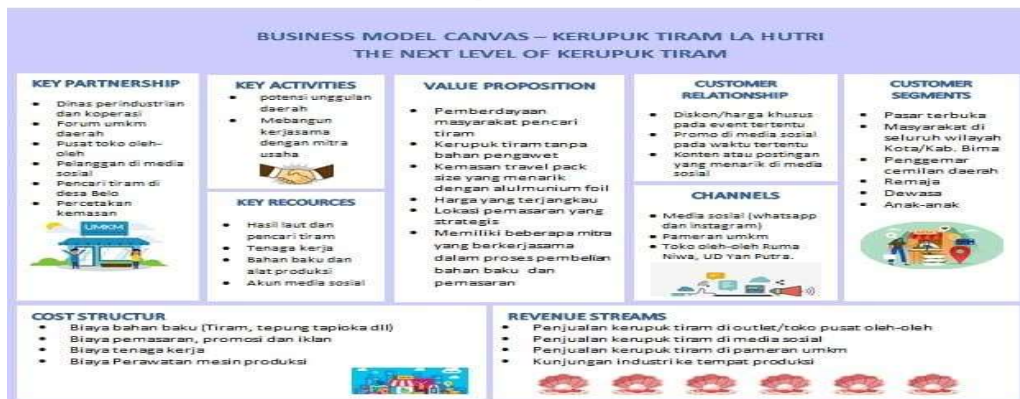 BUSINESS MODEL CANVAS – KERUPUK TIRAM LA HUTRI
THE NEXT LEVEL OF KERUPUK TIRAM
KEY PARTNERSHIP
• Dinas perindustrian
dan koperasi
• Forum umkm
daerah
• Pusat toko oleh-
oleh
• Pelanggan di media
sosial
• Pencari tiram di
desa Belo
• Percetakan
kemasan
UMKM
KEY ACTIVITIES
• potensi unggulan
daerah
• Mebangun
kerjasama
dengan mitra
usaha
KEY RECOURCES
• Hasil laut dan
pencari tiram
• Tenaga kerja
• Bahan baku dan
alat produksi
• Akun media sosial
VALUE PROPOSITION
• Pemberdayaan
masyarakat pencari
tiram
• Kerupuk tiram tanpa
bahan pengawet
• Kemasan travel pack
size yang menarik
dengan alulmunium foil
• Harga yang terjangkau
• Lokasi pemasaran yang
strategis
• Memiliki beberapa mitra
yang berkerjasama
dalam proses pembelian
bahan baku dan
pemasaran
CUSTOMER
RELATIONSHIP
• Diskon/harga khusus
pada event tertentu
• Promo di media sosial
pada waktu tertentu
• Konten atau postingan
yang menarik di media
sosial
CHANNELS
• Media sosial (whatsapp
dan instagram)
• Pameran umkm
• Toko oleh-oleh Ruma
Niwa, UD Yan Putra.
CUSTOMER
SEGMENTS
• Pasar terbuka
• Masyarakat di
seluruh wilayah
Kota/Kab. Bima
• Penggemar
cemilan daerah
• Remaja
• Dewasa
• Anak-anak
COST STRUCTUR
• Biaya bahan baku (Tiram, tepung tapioka dll)
• Biaya pemasaran, promosi dan iklan
• Biaya tenaga kerja
• Biaya Perawatan mesin produksi
REVENUE STREAMS
• Penjualan kerupuk tiram di outlet/toko pusat oleh-oleh
• Penjualan kerupuk tiram di media sosial
• Penjualan kerupuk tiram di pameran umkm
• Kunjungan industri ke tempat produksi